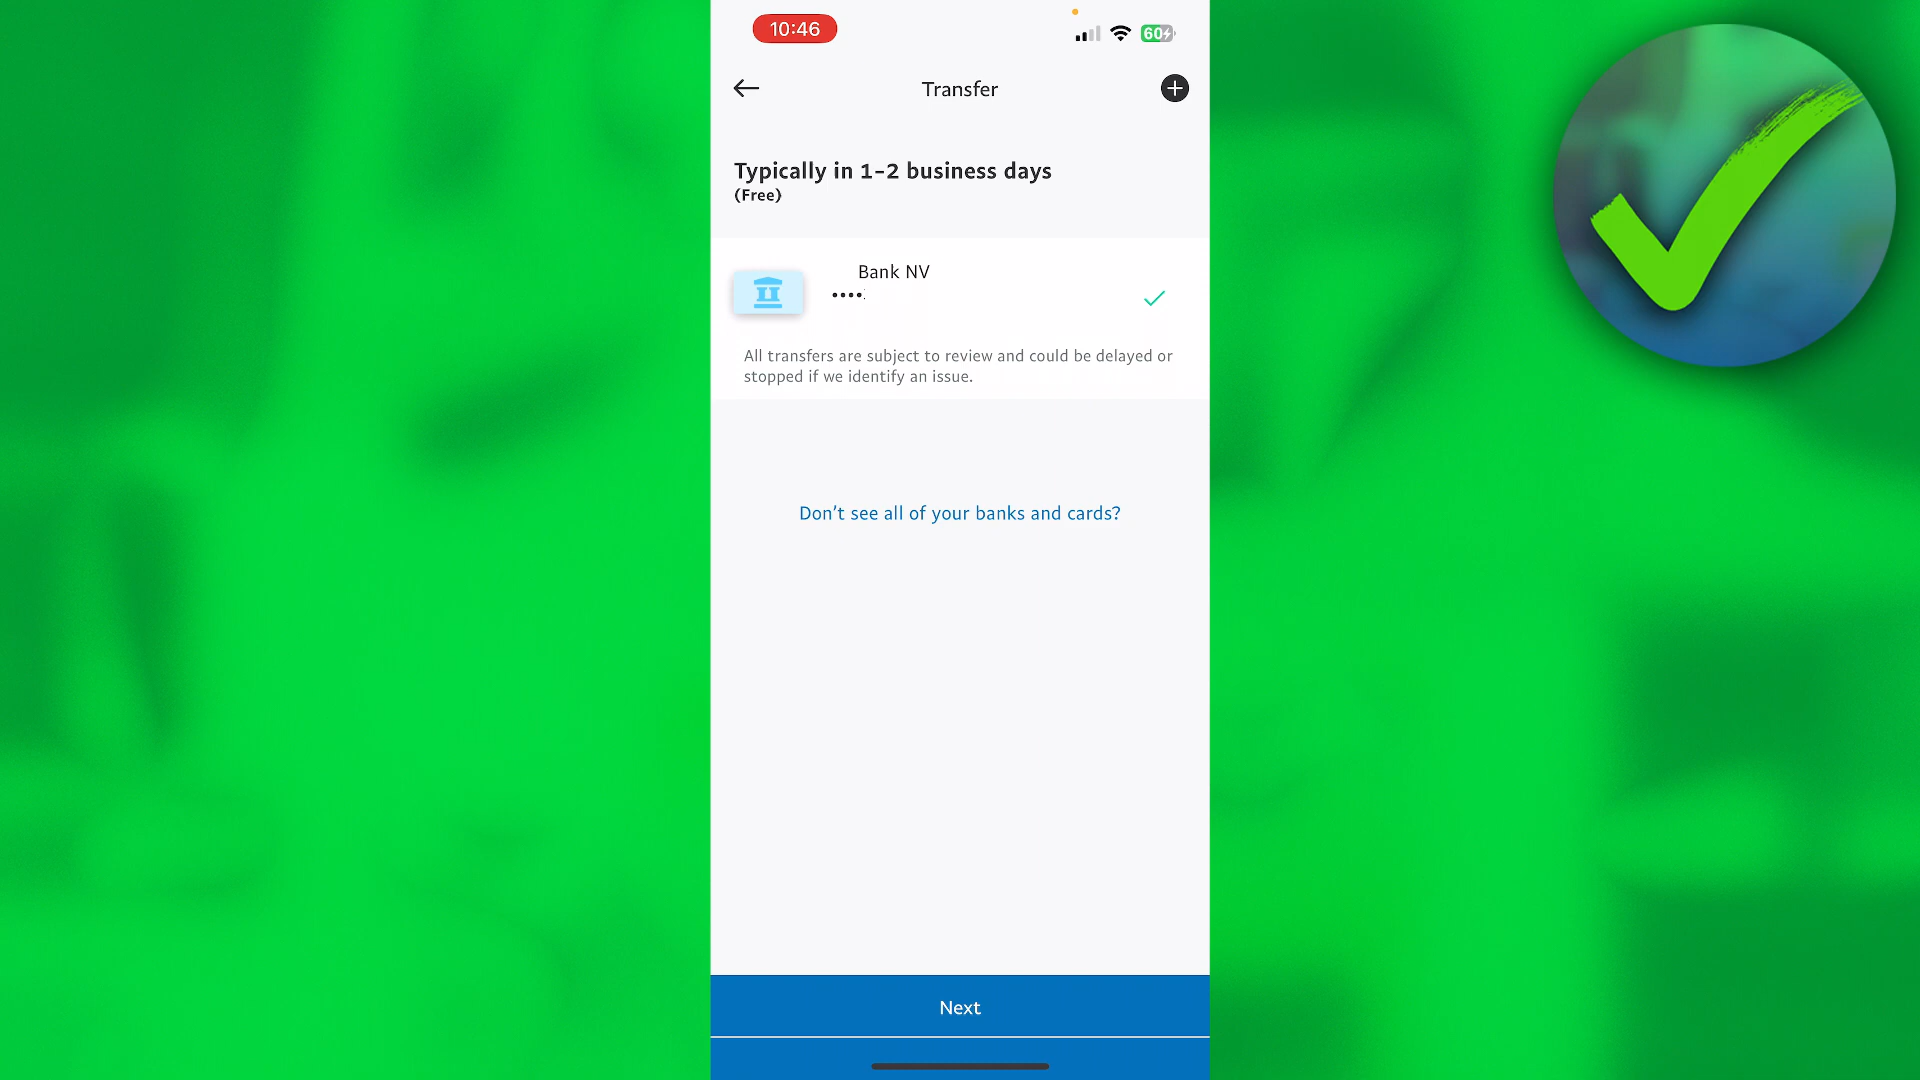 10:46
60
Transfer
Typically in 1-2 business days
(Free)
Bank NV
••••
All transfers are subject to review and could be delayed or
stopped if we identify an issue.
Don't see all of your banks and cards?
Next